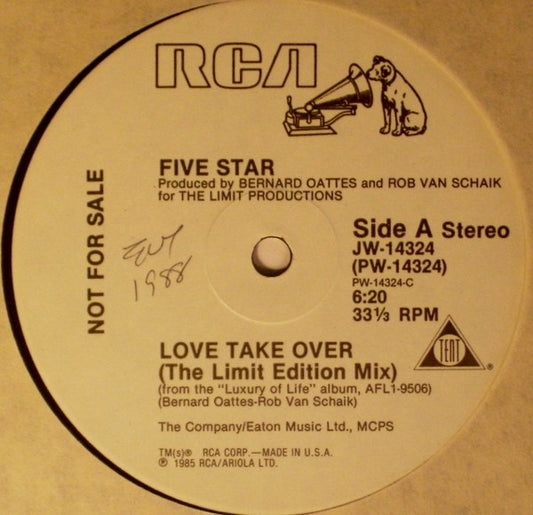 RCA
FIVE STAR
Produced by BERNARD OATTES and ROB VAN SCHAIK
for THE LIMIT PRODUCTIONS
NOT FOR SALE
Side A Stereo
JW-14324
(PW-14324)
PW-14324-C
6:20
33⅓ RPM
1988
TENT
®
LOVE TAKE OVER
(The Limit Edition Mix)
(from the "Luxury of Life" album, AFL1-9506)
(Bernard Oattes-Rob Van Schaik)
The Company/Eaton Music Ltd., MCPS
TM(s)® RCA CORP.—MADE IN U.S.A.
℗ 1985 RCA/ARIOLA LTD.